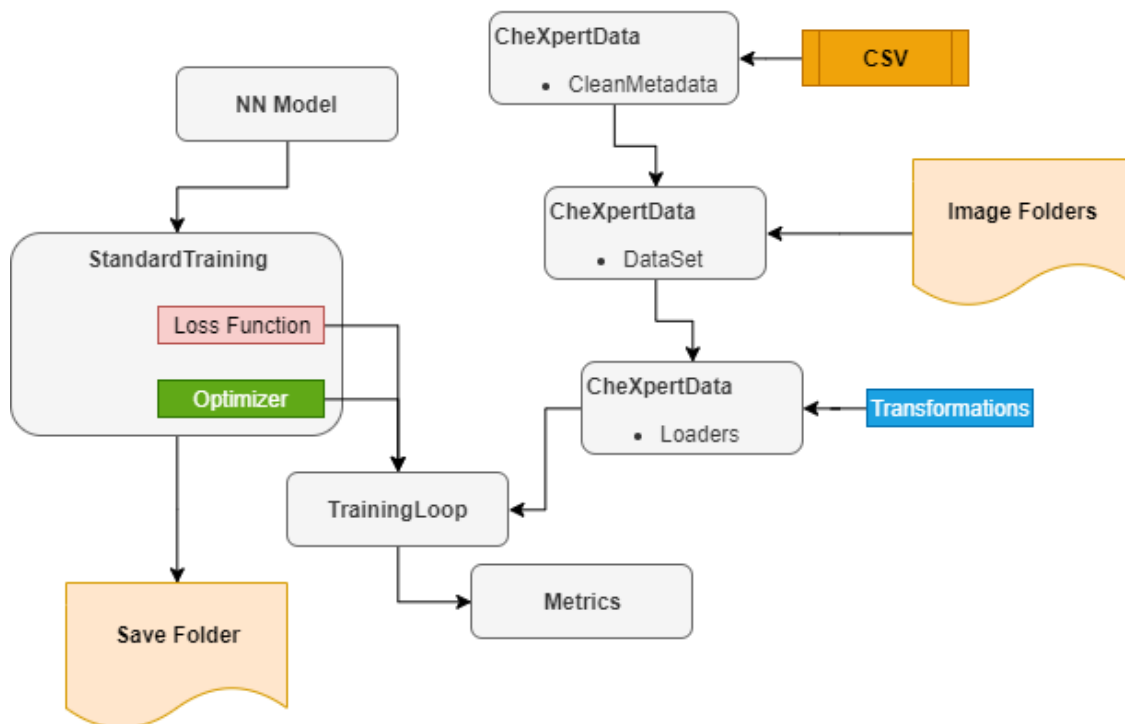 CheXpertData
• CleanMetadata
CSV
NN Model
CheXpertData
• DataSet
Image Folders
StandardTraining
Loss Function
Optimizer
CheXpertData
• Loaders
Transformations
TrainingLoop
Metrics
Save Folder